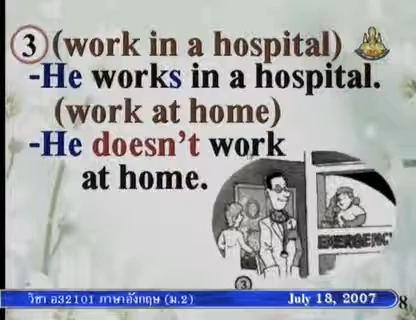 3 (work in a hospital)
-He works in a hospital.
(work at home)
-He doesn't work
at home.
EMERGENCY
3
วิชา อ32101 ภาษาอังกฤษ (ม.2) July 18, 2007 8